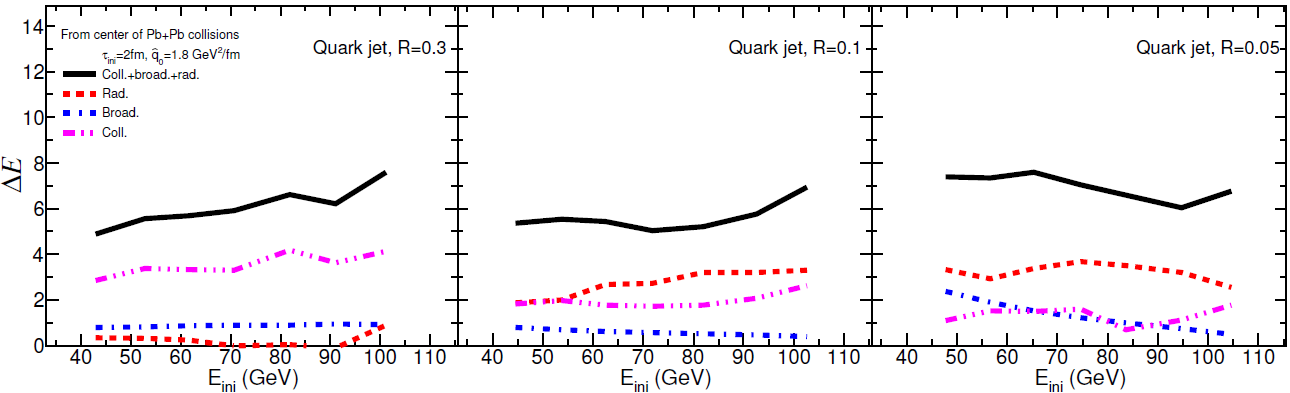 From center of Pb+Pb collisions
τini=2fm, q̂0=1.8 GeV²/fm
Coll.+broad.+rad.
Rad.
Broad.
Coll.
Quark jet, R=0.3
Quark jet, R=0.1
Quark jet, R=0.05
ΔE
14
12
10
8
6
4
2
0
40 50 60 70 80 90 100 110
40 50 60 70 80 90 100 110
40 50 60 70 80 90 100 110
Eini (GeV)
Eini (GeV)
Eini (GeV)